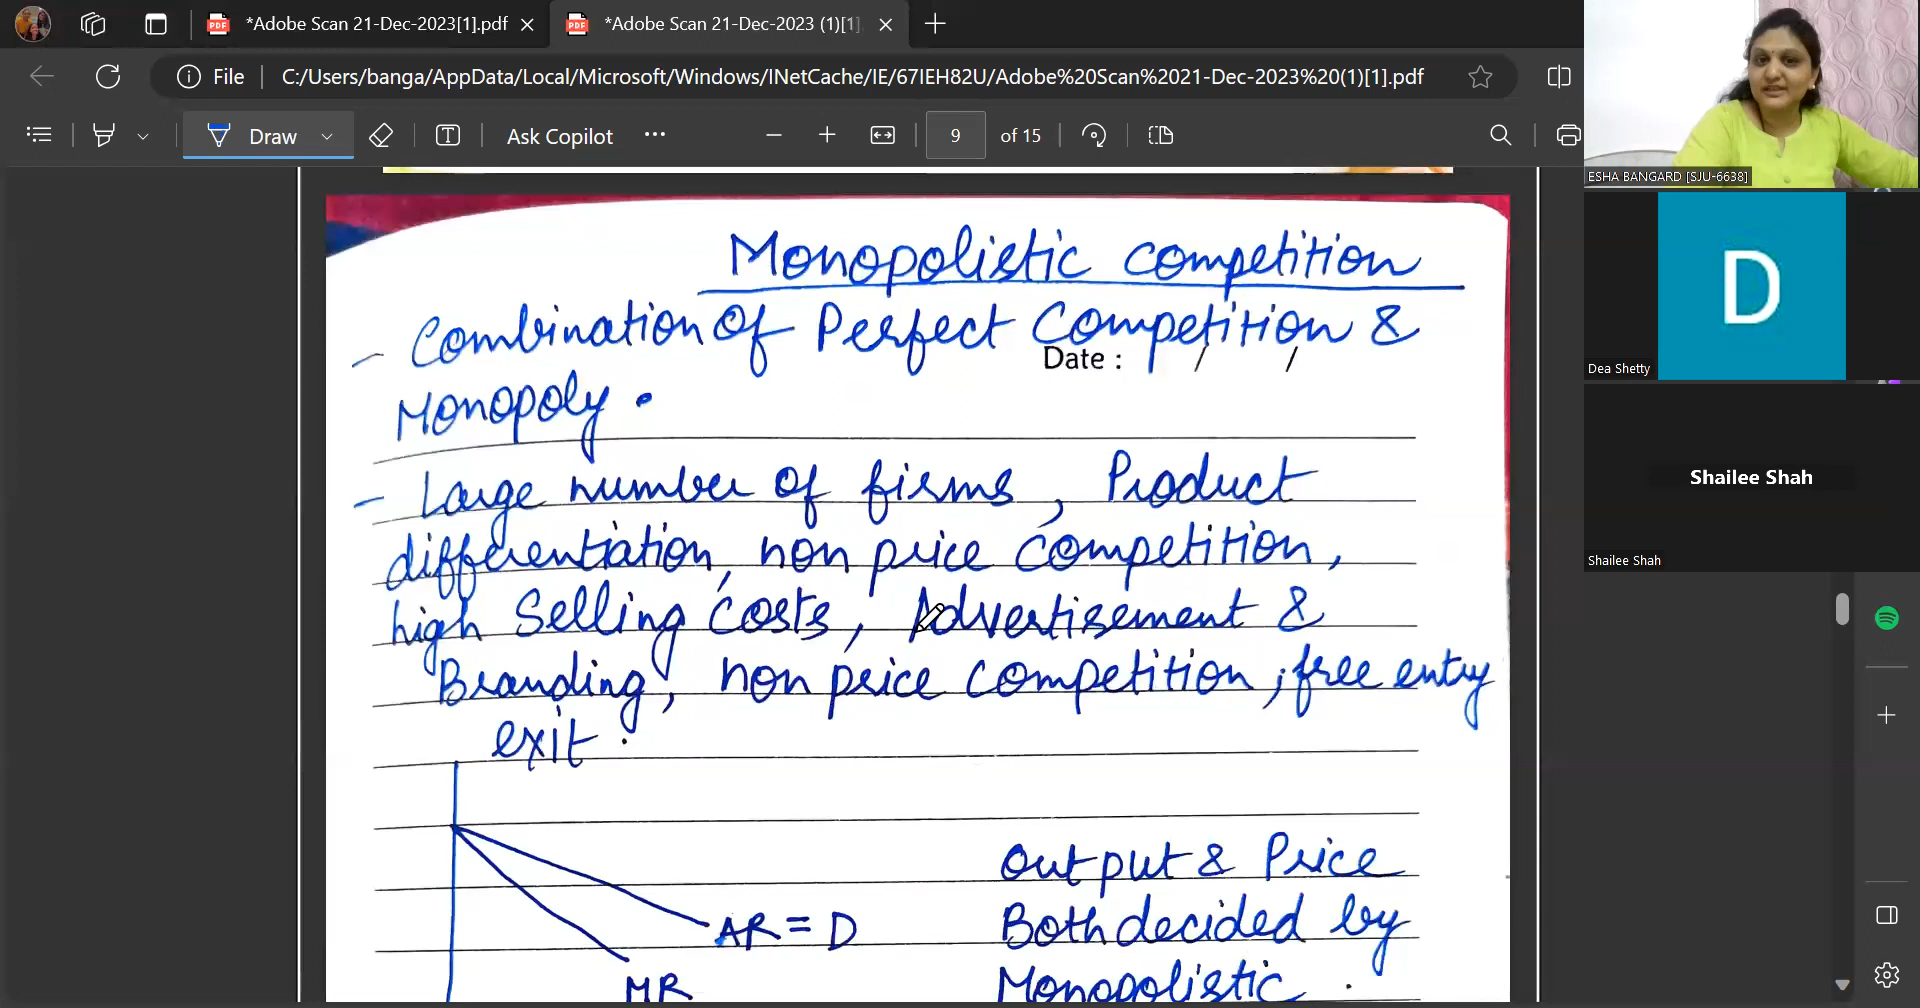 *Adobe Scan 21-Dec-2023[1].pdf
*Adobe Scan 21-Dec-2023 (1)[1]
File
C:/Users/banga/AppData/Local/Microsoft/Windows/INetCache/IE/67IEH82U/Adobe%20Scan%2021-Dec-2023%20(1)[1].pdf
Draw
Ask Copilot
9 of 15
ESHA BANGARD [SJU-6638]
D
Dea Shetty
Shailee Shah
Shailee Shah
Monopolistic competition
- Combination of Perfect Competition &
Date : / /
Monopoly .
- Large number of firms, Product
differentiation, non price competition,
high Selling costs, Advertisement &
Branding, non price competition, free entry
exit.
AR = D
MR
Output & Price
Both decided by
Monopolistic .